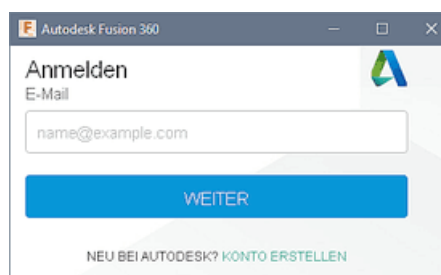 Autodesk Fusion 360
Anmelden
E-Mail
name@example.com
WEITER
NEU BEI AUTODESK? KONTO ERSTELLEN